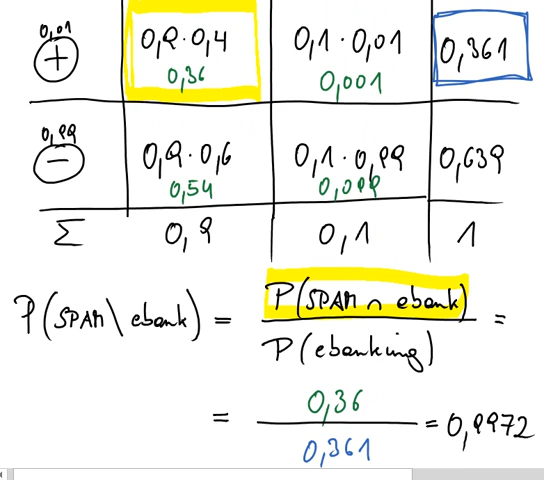 0,01
+ 0,9·0,4 0,1·0,01 0,361
0,36 0,001
0,99
− 0,9·0,6 0,1·0,99 0,639
0,54 0,099
Σ 0,9 0,1 1
P(SPAM\ebank) = P(SPAM ∩ ebank) =
P(ebanking)
= 0,36 = 0,9972
0,361